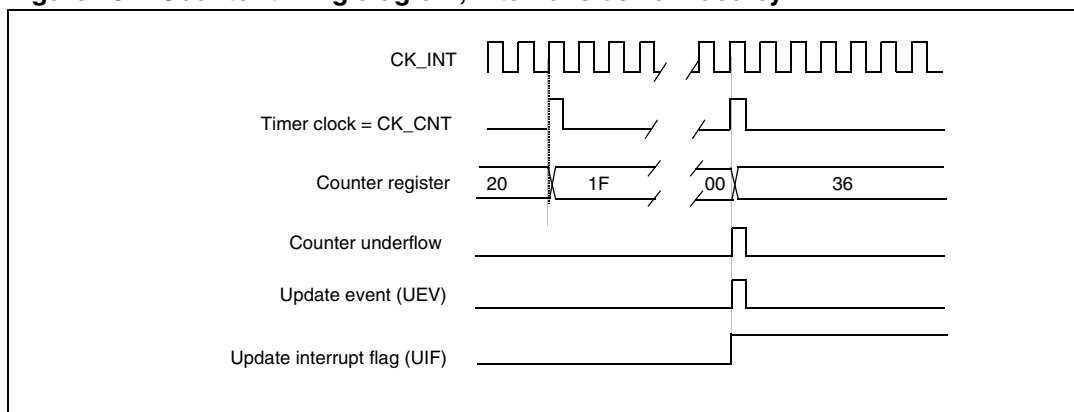 CK_INT
Timer clock = CK_CNT
Counter register 20 1F 00 36
Counter underflow
Update event (UEV)
Update interrupt flag (UIF)